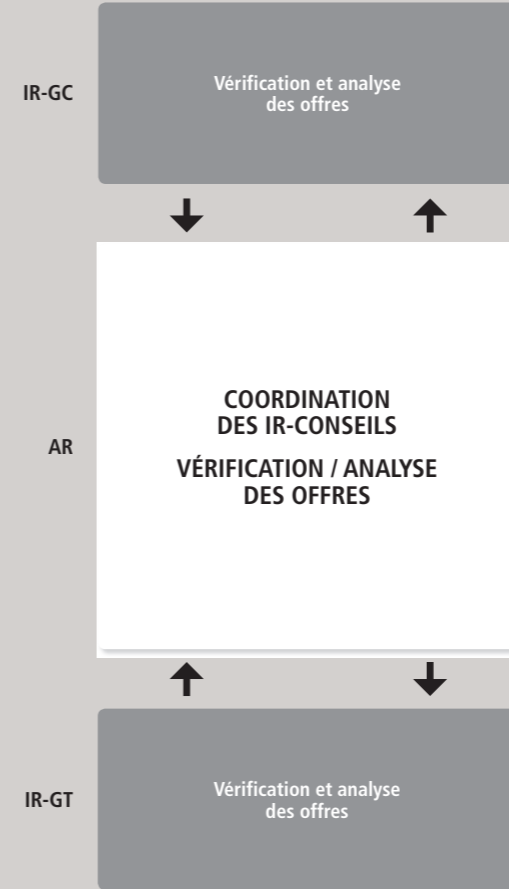 IR-GC
Vérification et analyse
des offres
AR
COORDINATION
DES IR-CONSEILS
VÉRIFICATION / ANALYSE
DES OFFRES
IR-GT
Vérification et analyse
des offres